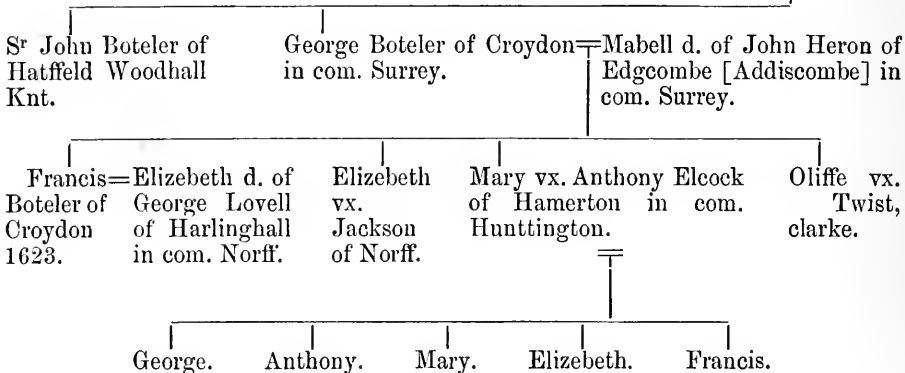 Sr John Boteler of
Hatffeld Woodhall
Knt.
George Boteler of Croydon=Mabell d. of John Heron of
in com. Surrey.
Edgcombe [Addiscombe] in
com. Surrey.
Francis=Elizebeth d. of
Boteler of
Croydon
1623.
George Lovell
of Harlinghall
in com. Norff.
Elizebeth
vx.
Jackson
of Norff.
Mary vx. Anthony Elcock
of Hamerton in com.
Hunttington.
Oliffe vx.
Twist,
clarke.
George. Anthony. Mary. Elizebeth. Francis.